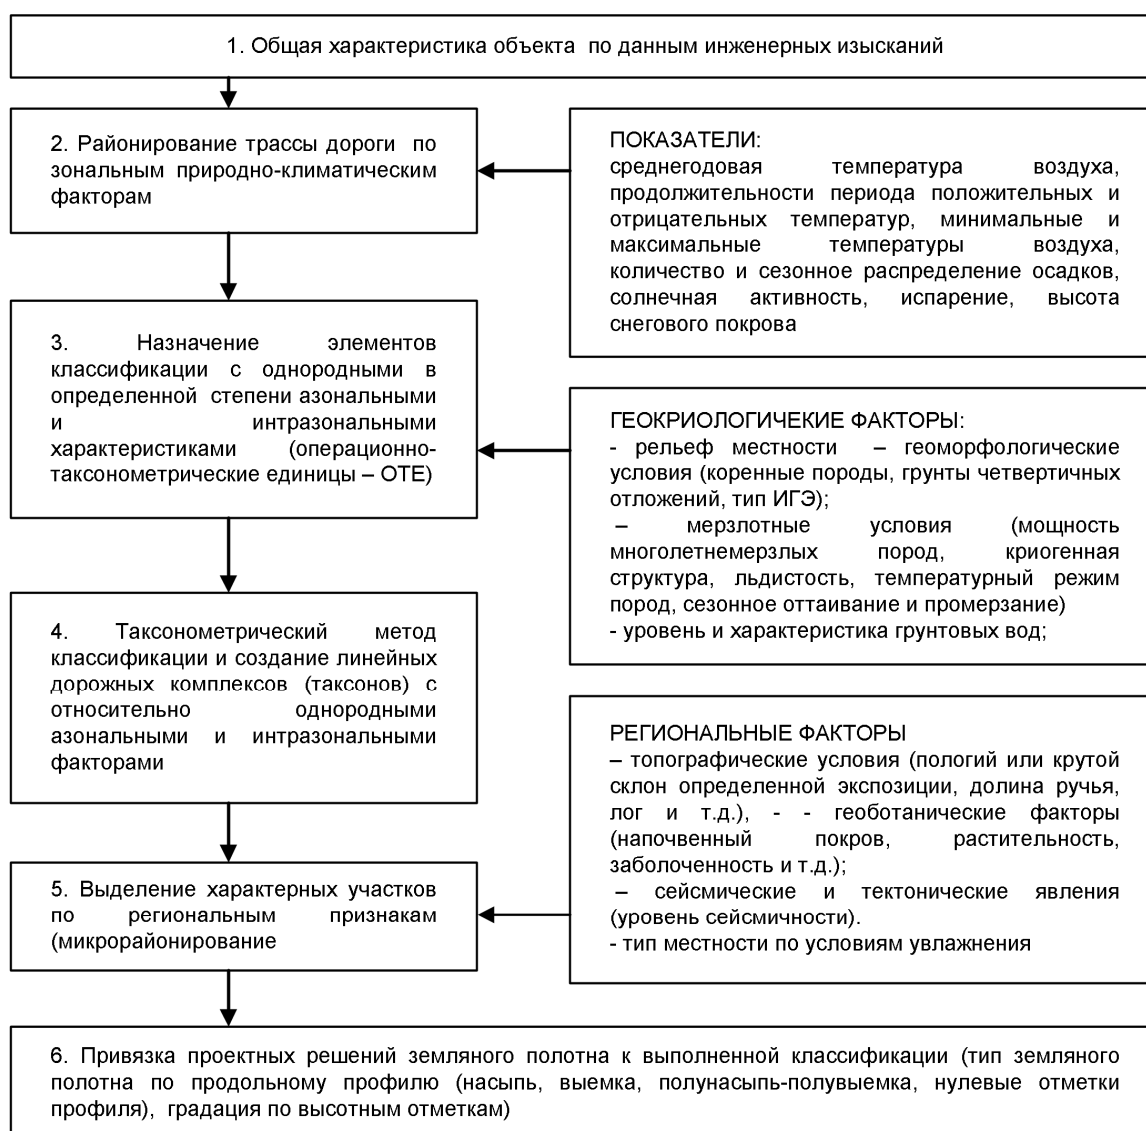 1. Общая характеристика объекта по данным инженерных изысканий
2. Районирование трассы дороги по
зональным природно-климатическим
факторам
ПОКАЗАТЕЛИ:
среднегодовая температура воздуха,
продолжительности периода положительных и
отрицательных температур, минимальные и
максимальные температуры воздуха,
количество и сезонное распределение осадков,
солнечная активность, испарение, высота
снегового покрова
3. Назначение элементов
классификации с однородными в
определенной степени азональными
и интразональными
характеристиками (операционно-
таксонометрические единицы – ОТЕ)
ГЕОКРИОЛОГИЧЕКИЕ ФАКТОРЫ:
- рельеф местности – геоморфологические
условия (коренные породы, грунты четвертичных
отложений, тип ИГЭ);
– мерзлотные условия (мощность
многолетнемерзлых пород, криогенная
структура, льдистость, температурный режим
пород, сезонное оттаивание и промерзание)
- уровень и характеристика грунтовых вод;
4. Таксонометрический метод
классификации и создание линейных
дорожных комплексов (таксонов) с
относительно однородными
азональными и интразональными
факторами
РЕГИОНАЛЬНЫЕ ФАКТОРЫ
– топографические условия (пологий или крутой
склон определенной экспозиции, долина ручья,
лог и т.д.), - - геоботанические факторы
(напочвенный покров, растительность,
заболоченность и т.д.);
– сейсмические и тектонические явления
(уровень сейсмичности).
- тип местности по условиям увлажнения
5. Выделение характерных участков
по региональным признакам
(микрорайонирование
6. Привязка проектных решений земляного полотна к выполненной классификации (тип земляного
полотна по продольному профилю (насыпь, выемка, полунасыпь-полувыемка, нулевые отметки
профиля), градация по высотным отметкам)